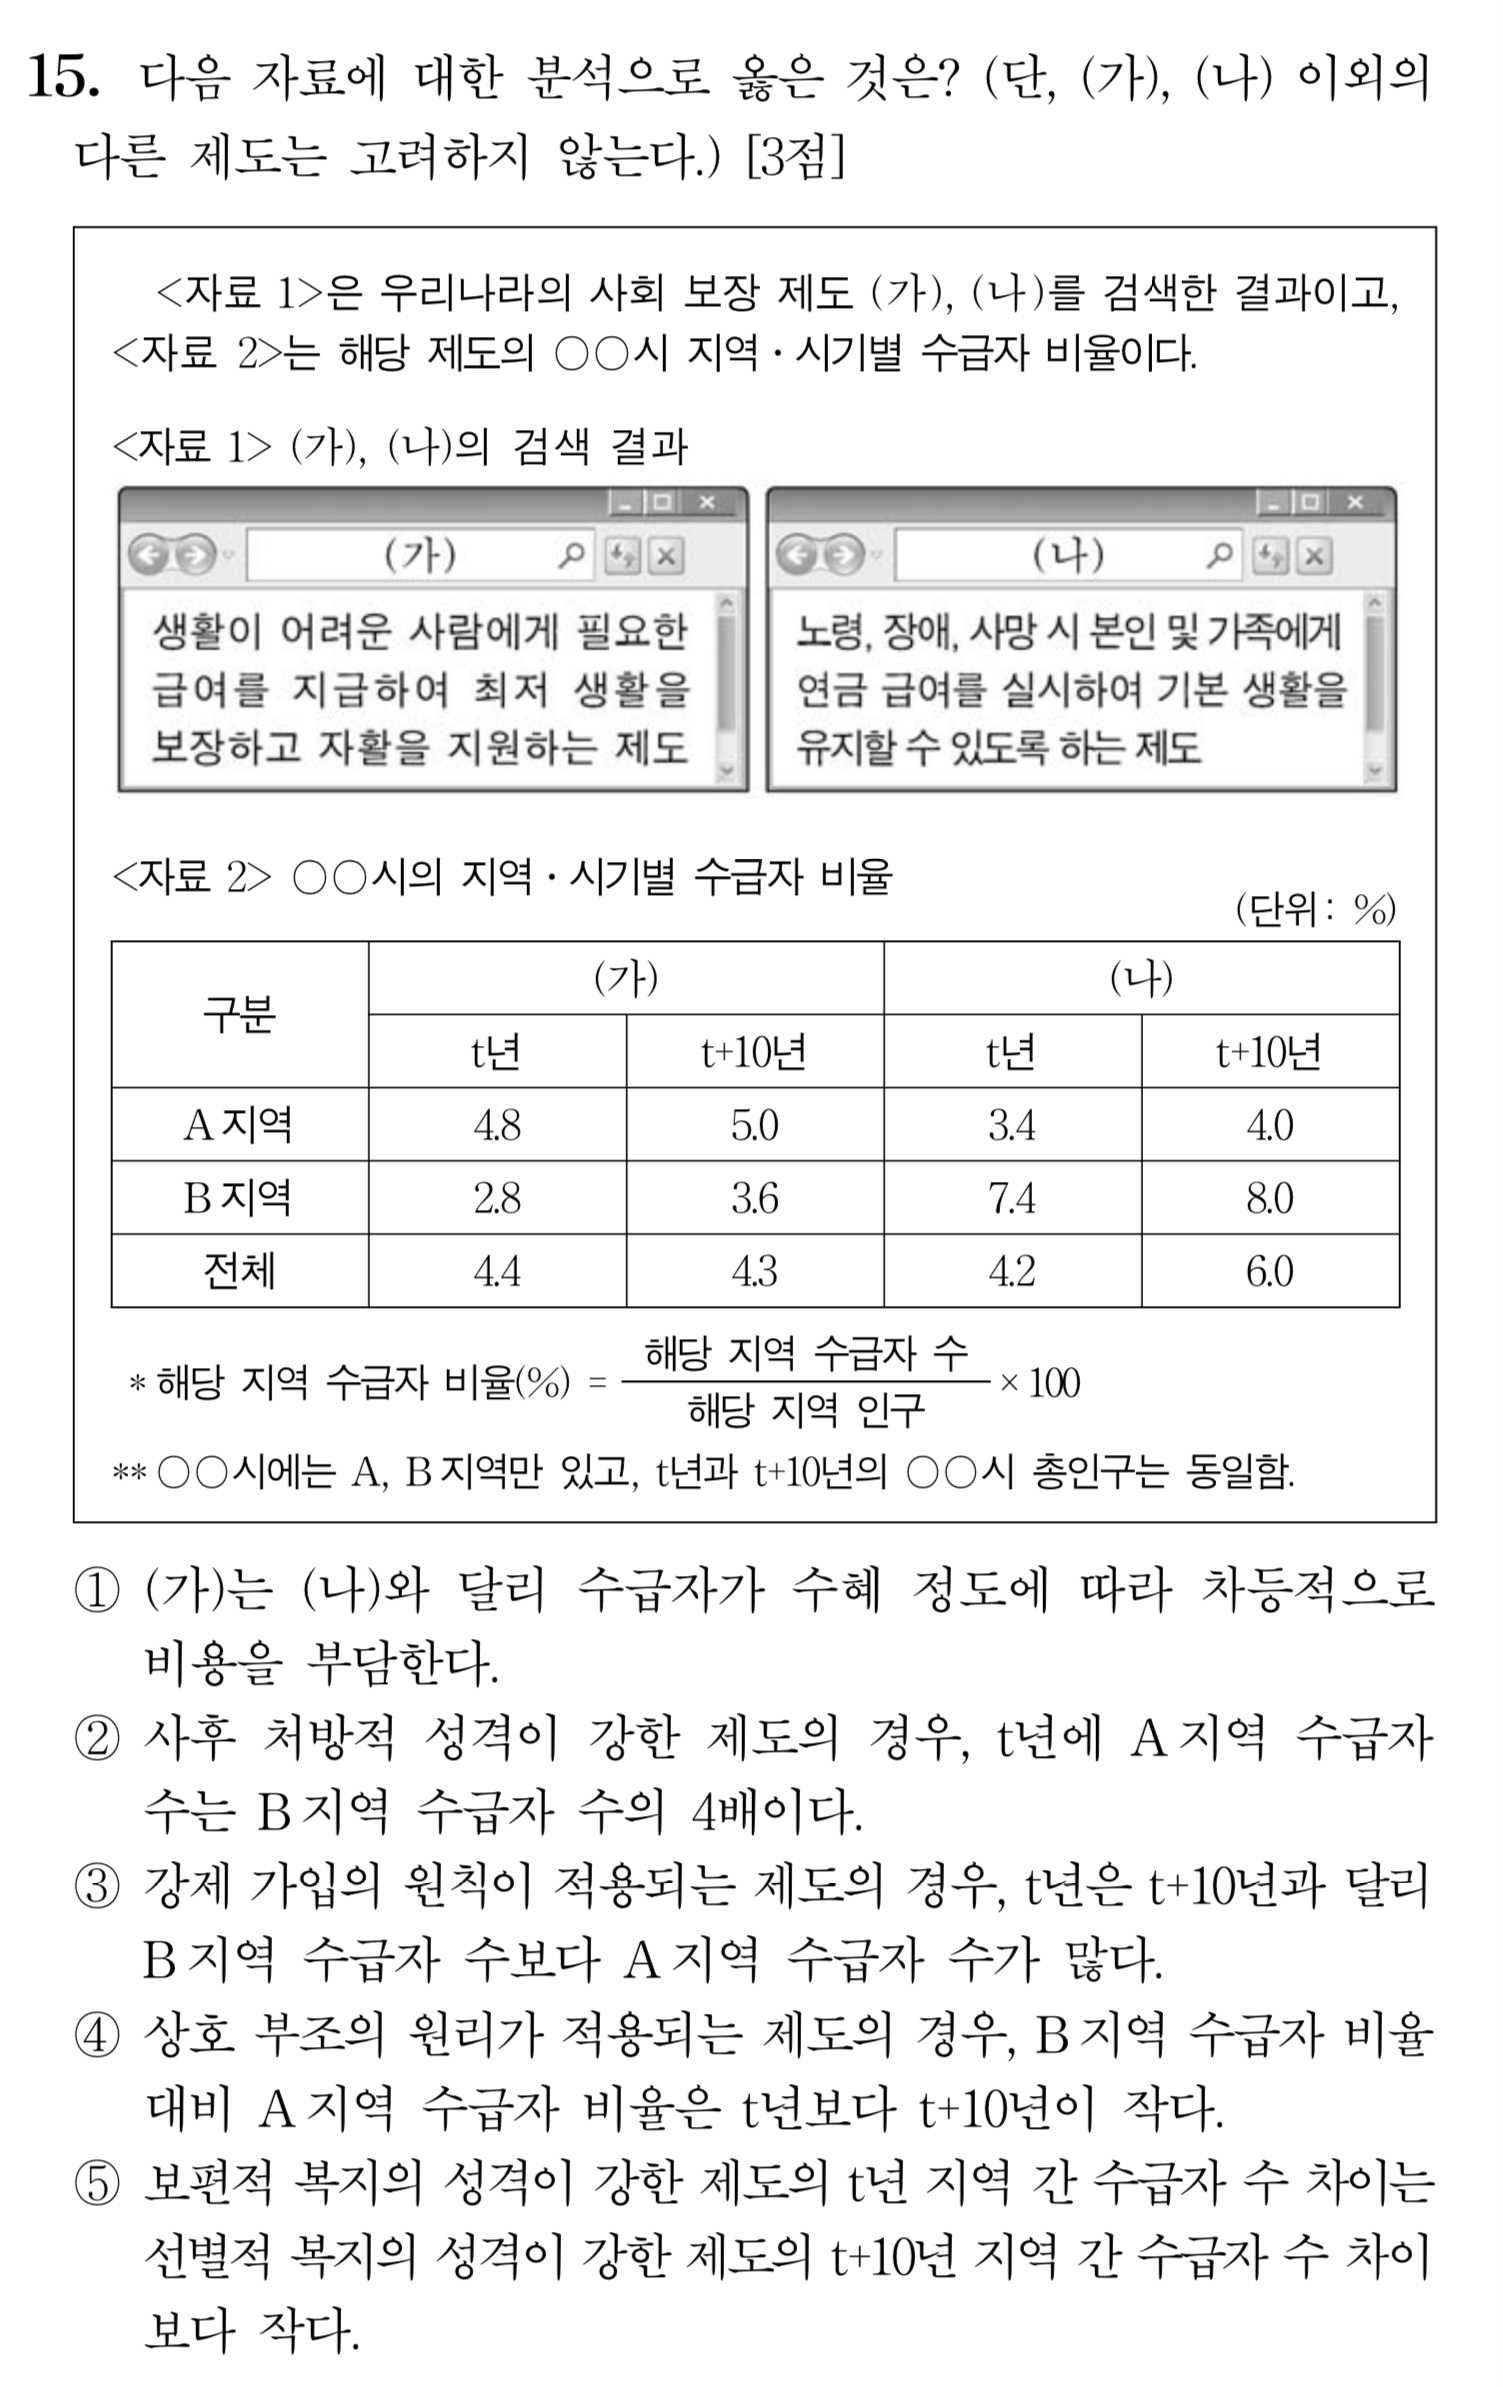 15. 다음 자료에 대한 분석으로 옳은 것은? (단, (가), (나) 이외의
다른 제도는 고려하지 않는다.) [3점]
<자료 1>은 우리나라의 사회 보장 제도 (가), (나)를 검색한 결과이고,
<자료 2>는 해당 제도의 ○○시 지역・시기별 수급자 비율이다.
<자료 1> (가), (나)의 검색 결과
(가)
생활이 어려운 사람에게 필요한
급여를 지급하여 최저 생활을
보장하고 자활을 지원하는 제도
(나)
노령, 장애, 사망 시 본인 및 가족에게
연금 급여를 실시하여 기본 생활을
유지할 수 있도록 하는 제도
<자료 2> ○○시의 지역・시기별 수급자 비율
(단위: %)
구분 (가) (나)
t년 t+10년 t년 t+10년
A 지역 4.8 5.0 3.4 4.0
B 지역 2.8 3.6 7.4 8.0
전체 4.4 4.3 4.2 6.0
* 해당 지역 수급자 비율(%) = 해당 지역 수급자 수 / 해당 지역 인구 × 100
** ○○시에는 A, B 지역만 있고, t년과 t+10년의 ○○시 총인구는 동일함.
① (가)는 (나)와 달리 수급자가 수혜 정도에 따라 차등적으로
비용을 부담한다.
② 사후 처방적 성격이 강한 제도의 경우, t년에 A 지역 수급자
수는 B 지역 수급자 수의 4배이다.
③ 강제 가입의 원칙이 적용되는 제도의 경우, t년은 t+10년과 달리
B 지역 수급자 수보다 A 지역 수급자 수가 많다.
④ 상호 부조의 원리가 적용되는 제도의 경우, B 지역 수급자 비율
대비 A 지역 수급자 비율은 t년보다 t+10년이 작다.
⑤ 보편적 복지의 성격이 강한 제도의 t년 지역 간 수급자 수 차이는
선별적 복지의 성격이 강한 제도의 t+10년 지역 간 수급자 수 차이
보다 작다.